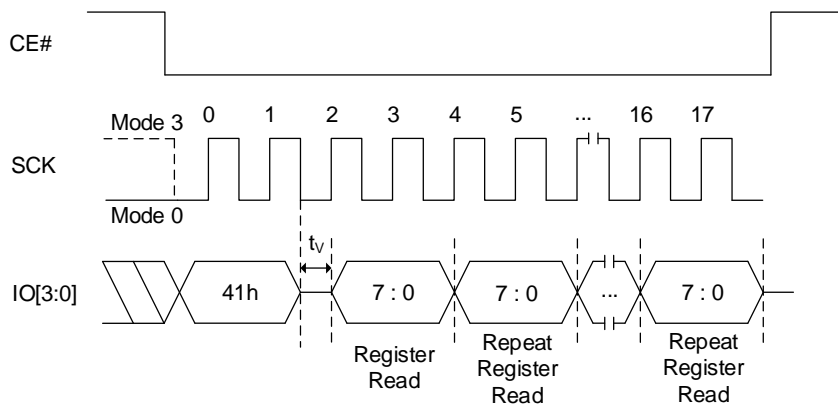 CE#
0 1 2 3 4 5 ... 16 17
Mode 3
SCK
Mode 0
tV
IO[3:0]
41h 7 : 0 7 : 0 ... 7 : 0
Register
Read
Repeat
Register
Read
Repeat
Register
Read